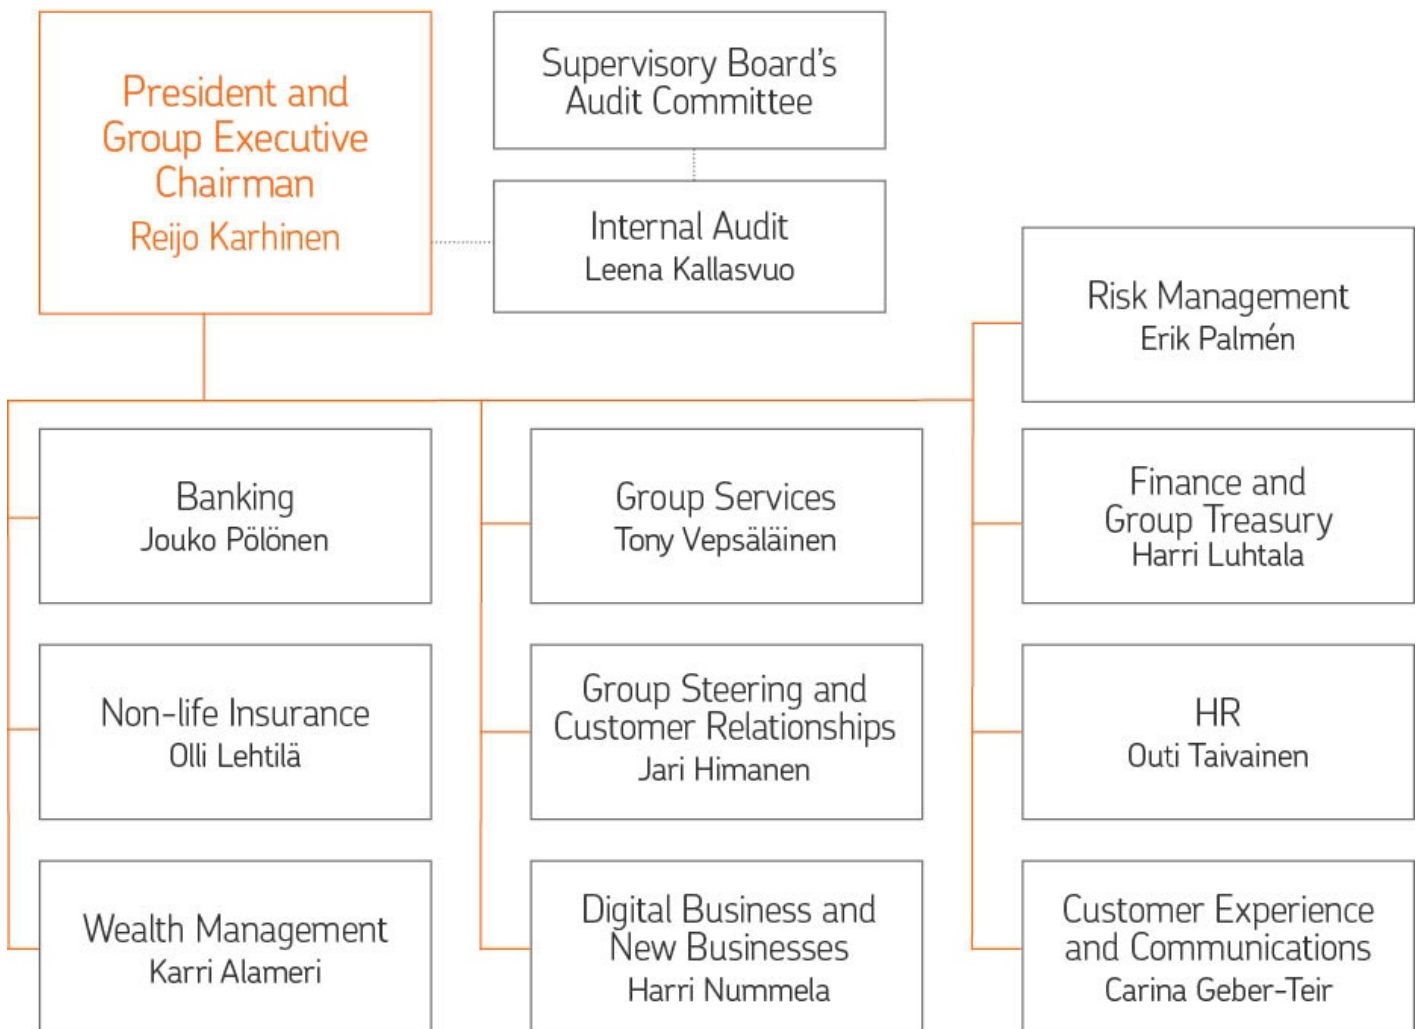 President and
Group Executive
Chairman
Reijo Karhinen
Supervisory Board's
Audit Committee
Internal Audit
Leena Kallasvuo
Risk Management
Erik Palmén
Banking
Jouko Pölönen
Group Services
Tony Vepsäläinen
Finance and
Group Treasury
Harri Luhtala
Non-life Insurance
Olli Lehtilä
Group Steering and
Customer Relationships
Jari Himanen
HR
Outi Taivainen
Wealth Management
Karri Alameri
Digital Business and
New Businesses
Harri Nummela
Customer Experience
and Communications
Carina Geber-Teir